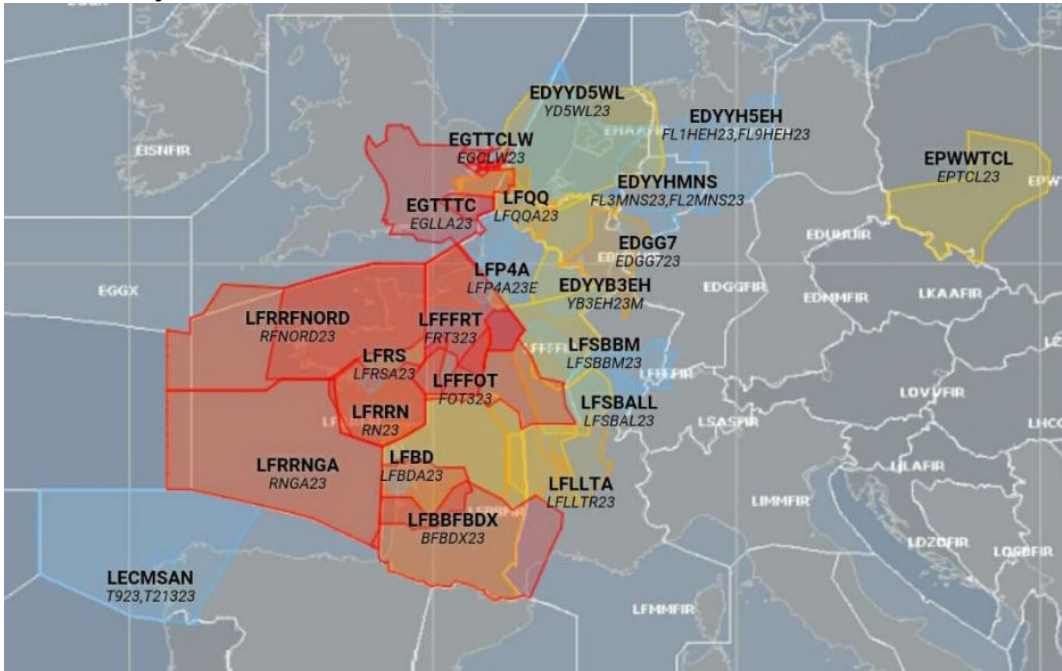 EDYYD5WL
YD5WL23
EDYYH5EH
FL1HEH23,FL9HEH23
EGTTCLW
EGCLW23
EISNFIR
EPWWTCL
EPTCL23
EDYYHMNS
FL3MNS23,FL2MNS23
LFQQ
LFQQA23
EGTTTC
EGLLA23
EDGG7
EDGG723
EDUUUIR
LFP4A
LFP4A23E
EDYYB3EH
YB3EH23M
EGGX
EDGGFIR
EDMMFIR
LKAAFIR
LFRRFNORD
RFNORD23
LFFFRT
FRT323
LFSBBM
LFSBBM23
LFRS
LFRSA23
LFFFOT
FOT323
LOVVFIR
LFSBALL
LFSBAL23
LSASFIR
LHCC
LFRRN
RN23
LFRRNGA
RNGA23
LFBD
LFBDA23
LFLLTA
LFLLTR23
LJLAFIR
LIMMFIR
LFBBFBDX
BFBDX23
LDZOFIR
LQSBFIR
LECMSAN
T923,T21323
LFMMFIR